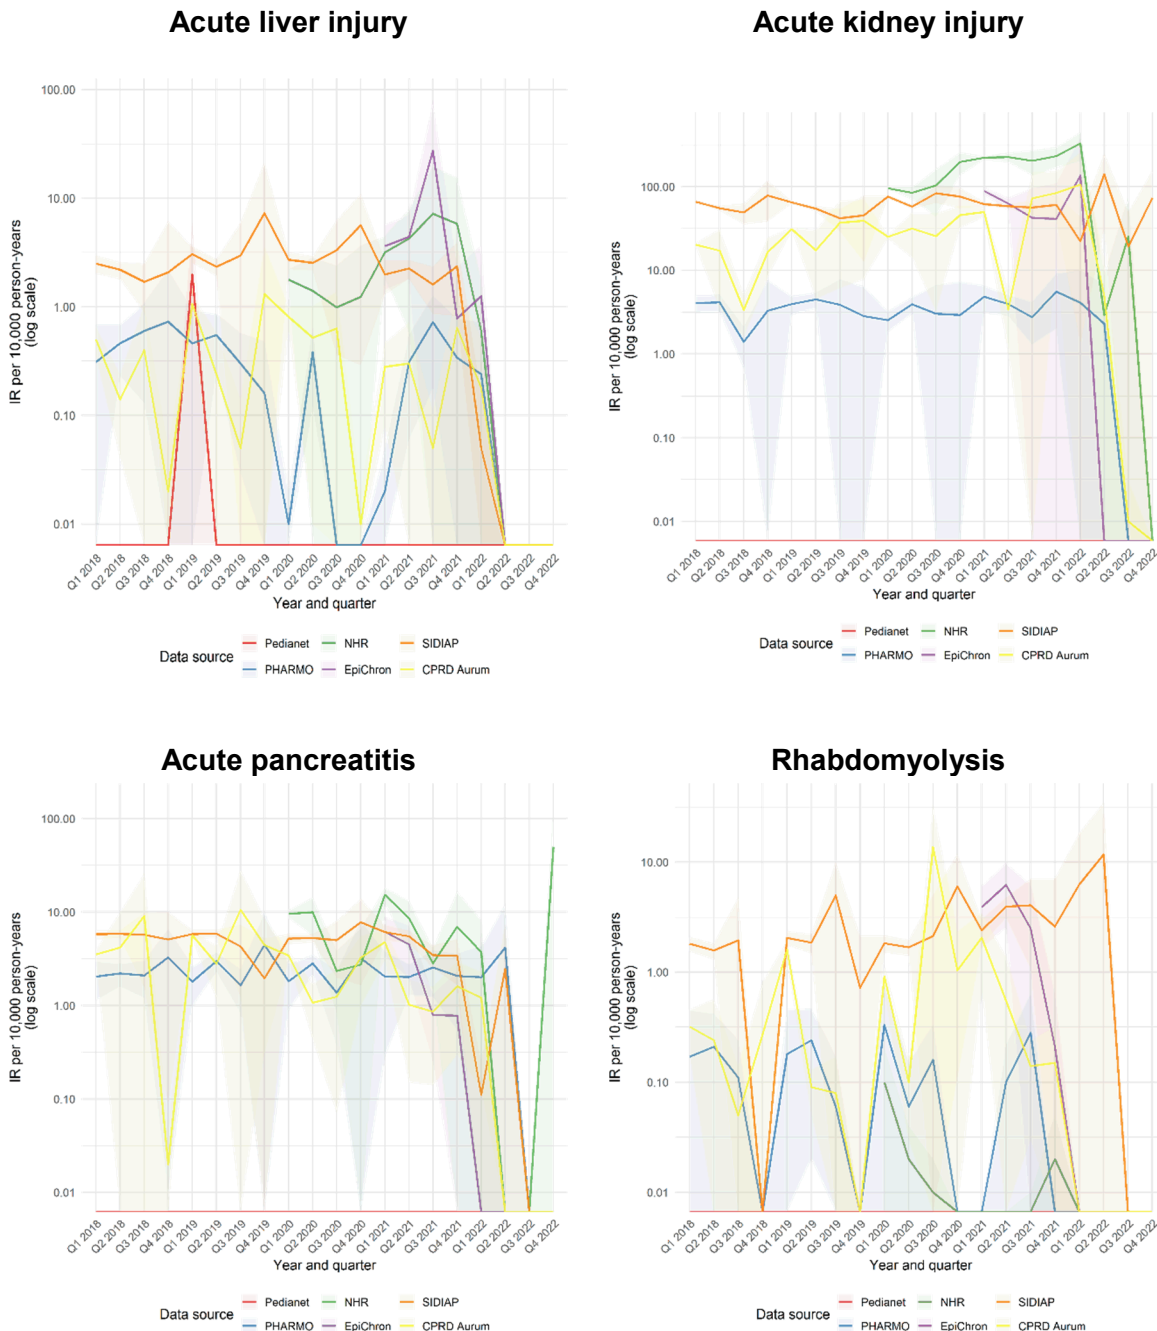 Acute liver injury
IR per 10,000 person-years
(log scale)
100.00
10.00
1.00
0.10
0.01
Q1 2018
Q2 2018
Q3 2018
Q4 2018
Q1 2019
Q2 2019
Q3 2019
Q4 2019
Q1 2020
Q2 2020
Q3 2020
Q4 2020
Q1 2021
Q2 2021
Q3 2021
Q4 2021
Q1 2022
Q2 2022
Q3 2022
Q4 2022
Year and quarter
Data source
Pedianet NHR SIDIAP
PHARMO EpiChron CPRD Aurum
Acute kidney injury
IR per 10,000 person-years
(log scale)
100.00
10.00
1.00
0.10
0.01
Q1 2018
Q2 2018
Q3 2018
Q4 2018
Q1 2019
Q2 2019
Q3 2019
Q4 2019
Q1 2020
Q2 2020
Q3 2020
Q4 2020
Q1 2021
Q2 2021
Q3 2021
Q4 2021
Q1 2022
Q2 2022
Q3 2022
Q4 2022
Year and quarter
Data source
Pedianet NHR SIDIAP
PHARMO EpiChron CPRD Aurum
Acute pancreatitis
IR per 10,000 person-years
(log scale)
100.00
10.00
1.00
0.10
0.01
Q1 2018
Q2 2018
Q3 2018
Q4 2018
Q1 2019
Q2 2019
Q3 2019
Q4 2019
Q1 2020
Q2 2020
Q3 2020
Q4 2020
Q1 2021
Q2 2021
Q3 2021
Q4 2021
Q1 2022
Q2 2022
Q3 2022
Q4 2022
Year and quarter
Data source
Pedianet NHR SIDIAP
PHARMO EpiChron CPRD Aurum
Rhabdomyolysis
IR per 10,000 person-years
(log scale)
10.00
1.00
0.10
0.01
Q1 2018
Q2 2018
Q3 2018
Q4 2018
Q1 2019
Q2 2019
Q3 2019
Q4 2019
Q1 2020
Q2 2020
Q3 2020
Q4 2020
Q1 2021
Q2 2021
Q3 2021
Q4 2021
Q1 2022
Q2 2022
Q3 2022
Q4 2022
Year and quarter
Data source
Pedianet NHR SIDIAP
PHARMO EpiChron CPRD Aurum